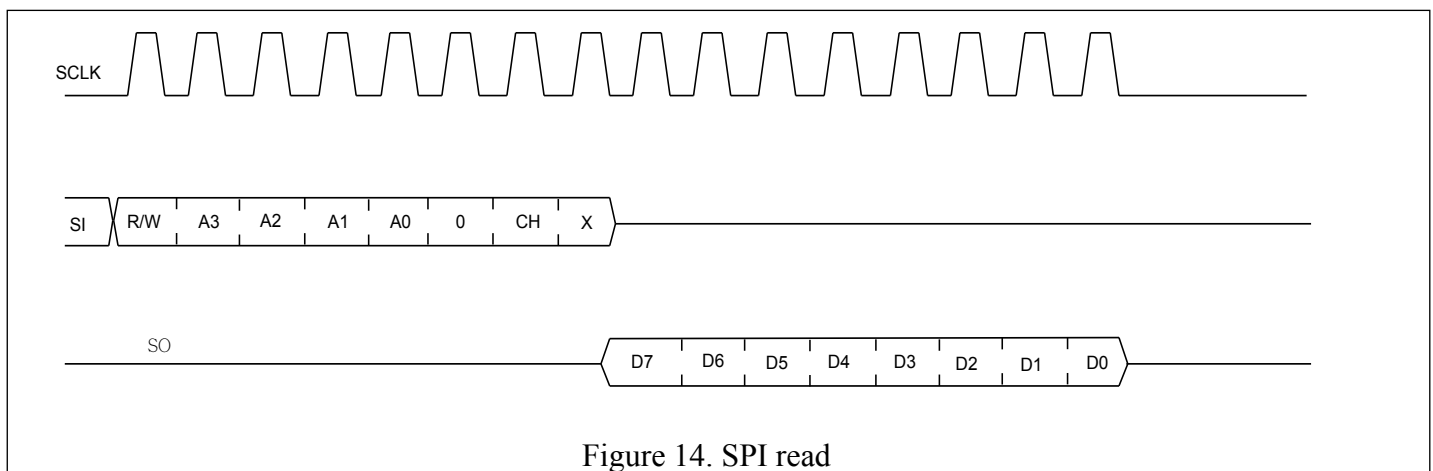 SCLK
SI R/W A3 A2 A1 A0 0 CH X
SO
D7 D6 D5 D4 D3 D2 D1 D0
Figure 14. SPI read